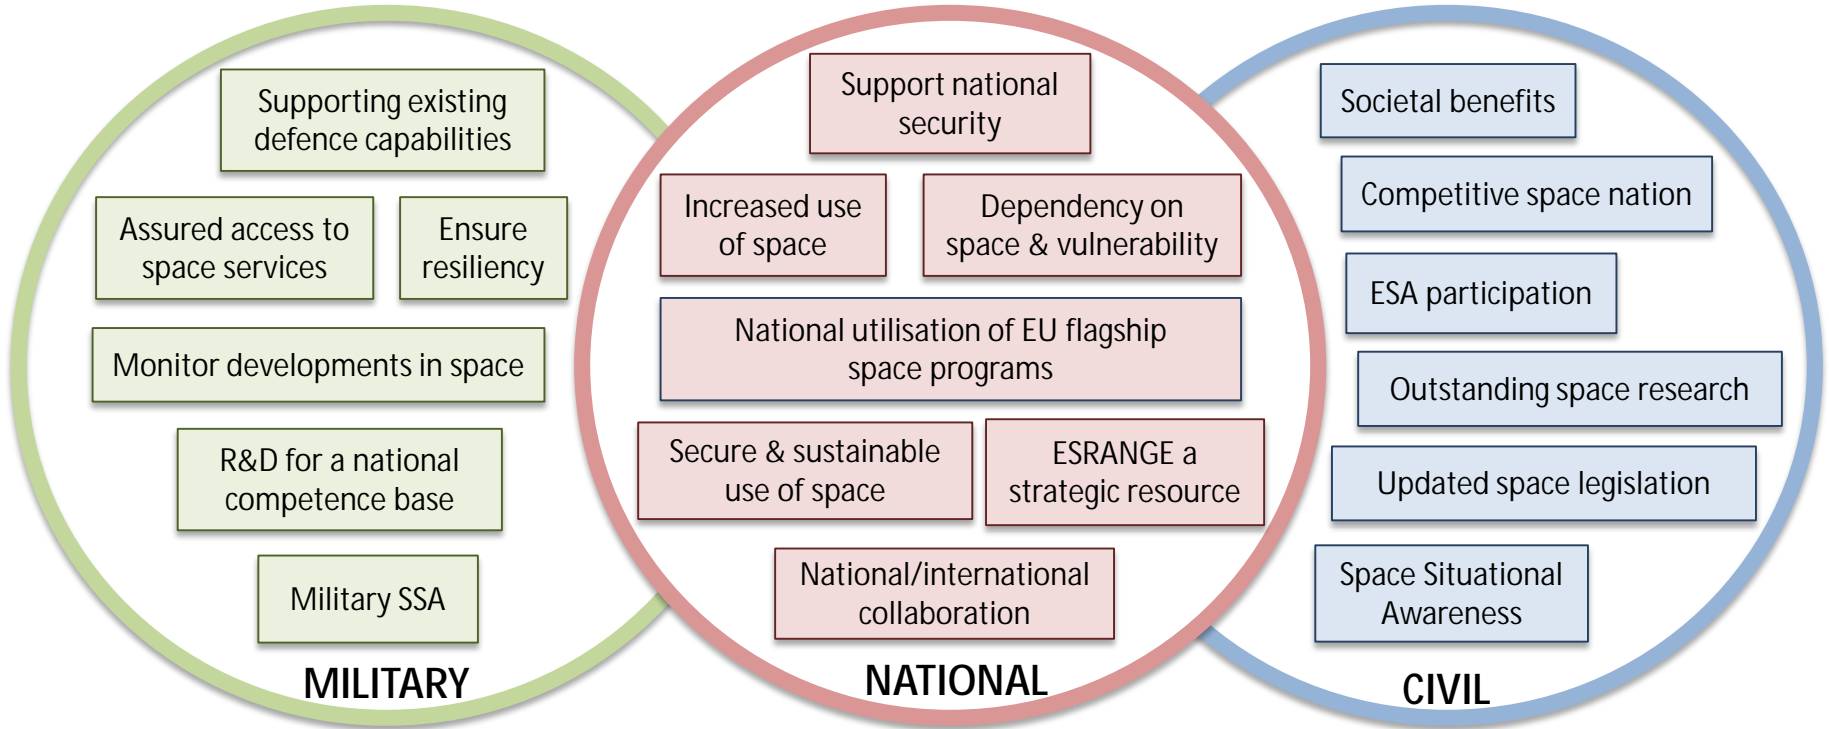 Supporting existing
defence capabilities
Assured access to
space services
Ensure
resiliency
Monitor developments in space
R&D for a national
competence base
Military SSA
MILITARY
Support national
security
Increased use
of space
Dependency on
space & vulnerability
National utilisation of EU flagship
space programs
Secure & sustainable
use of space
ESRANGE a
strategic resource
National/international
collaboration
NATIONAL
Societal benefits
Competitive space nation
ESA participation
Outstanding space research
Updated space legislation
Space Situational
Awareness
CIVIL